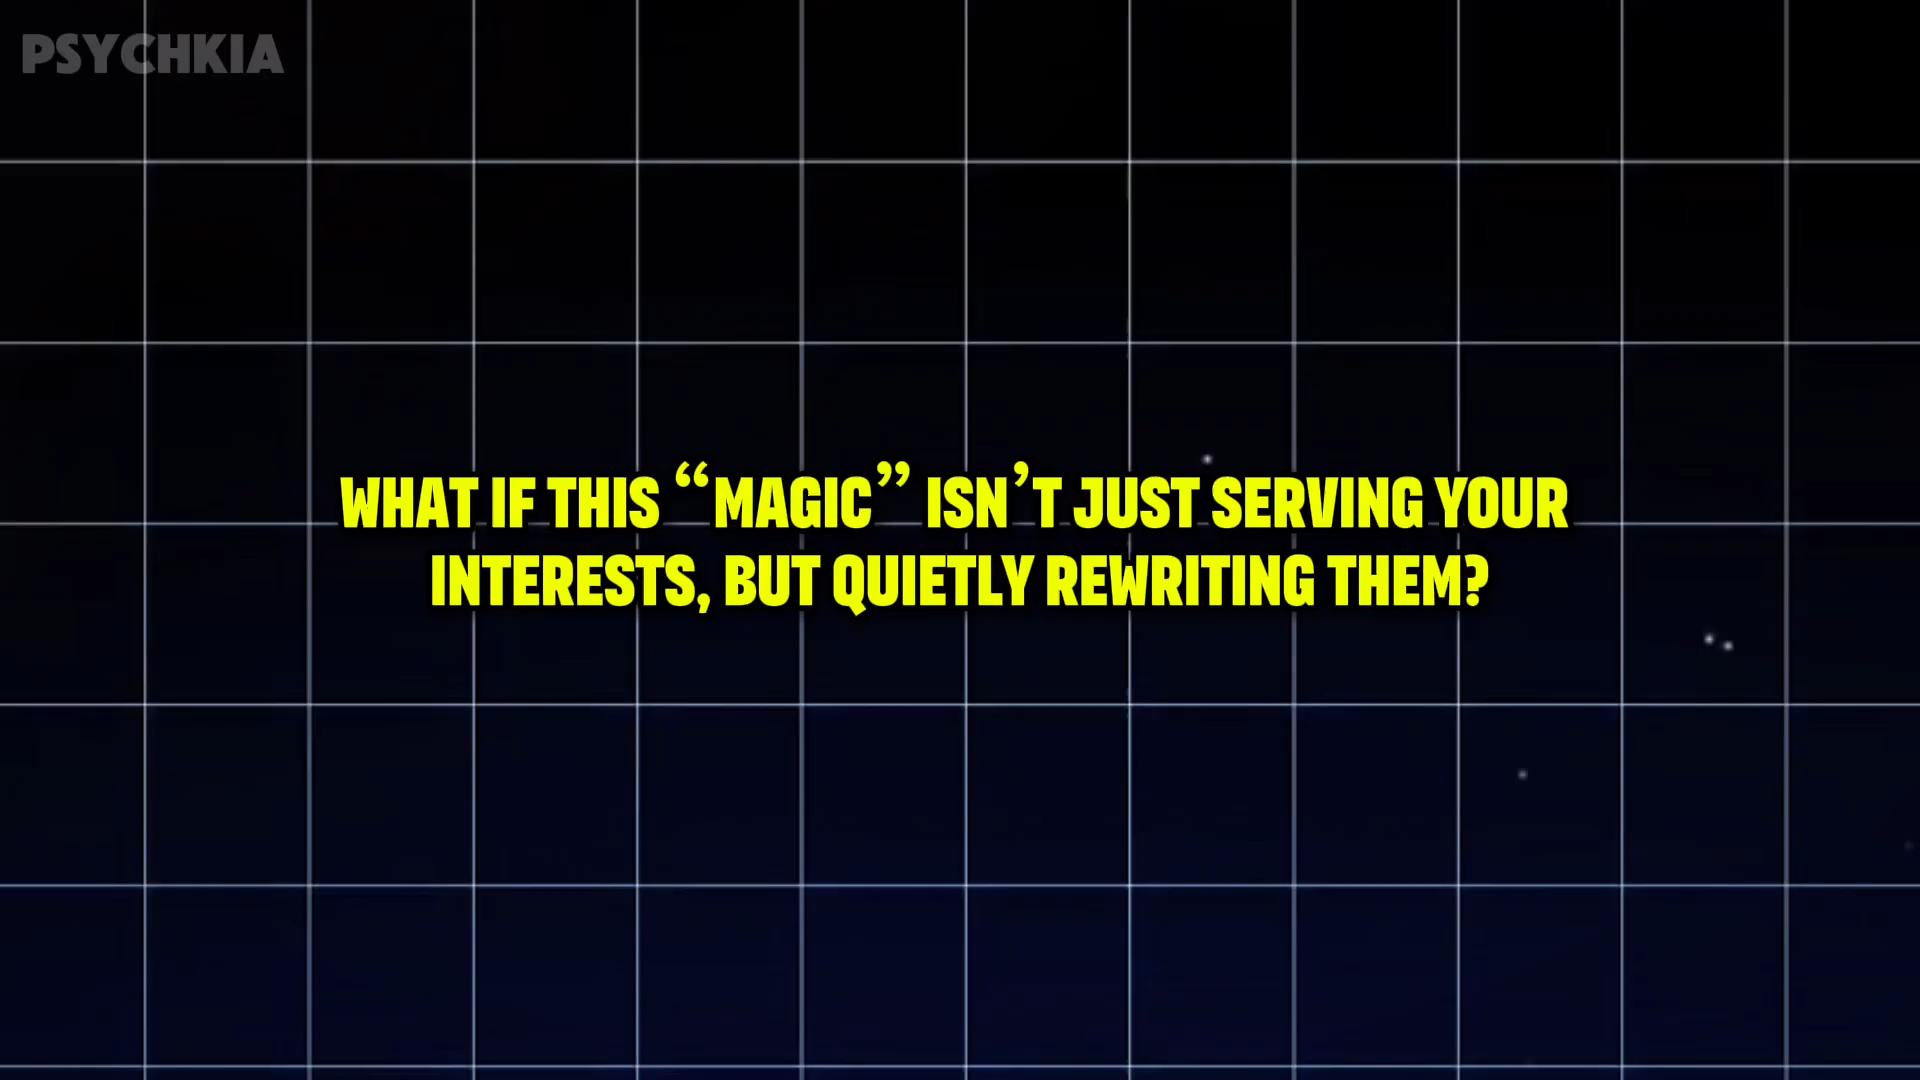 PSYCHKIA
WHAT IF THIS “MAGIC” ISN’T JUST SERVING YOUR
INTERESTS, BUT QUIETLY REWRITING THEM?